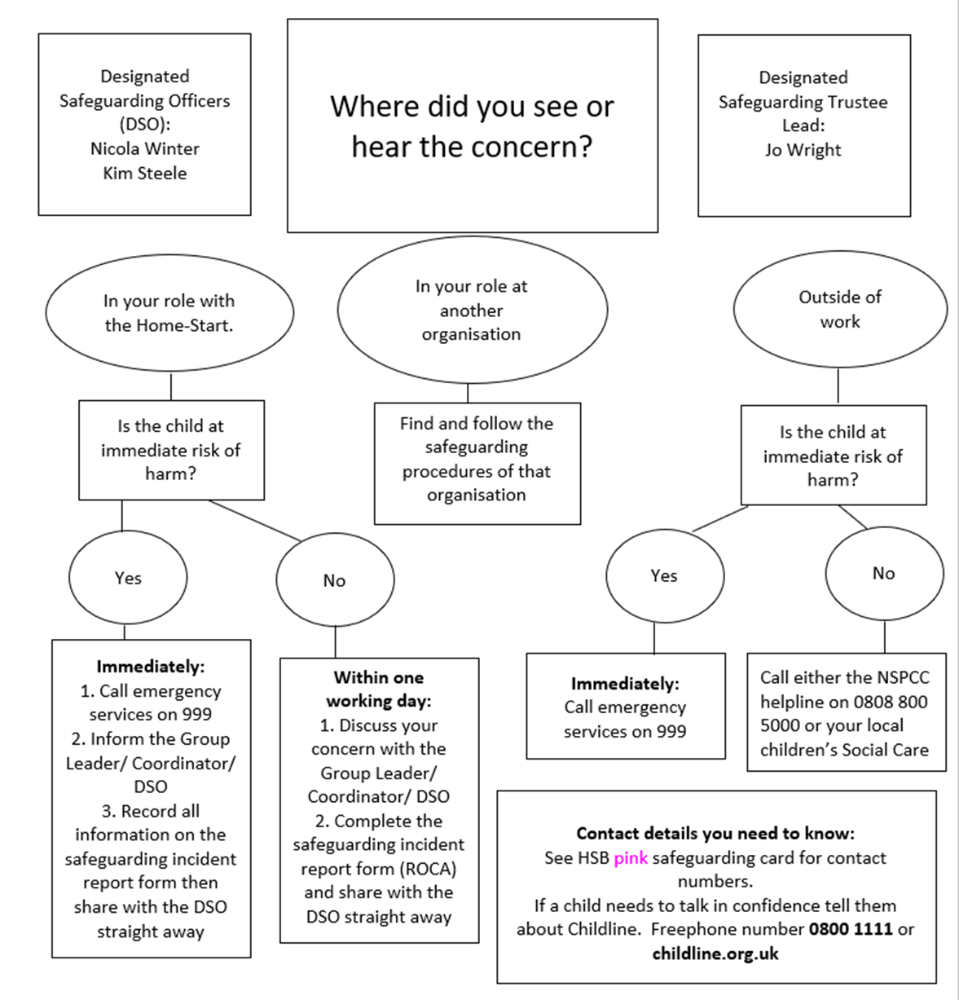 Designated
Safeguarding Officers
(DSO):
Nicola Winter
Kim Steele
Where did you see or
hear the concern?
Designated
Safeguarding Trustee
Lead:
Jo Wright
In your role with
the Home-Start.
In your role at
another
organisation
Outside of
work
Is the child at
immediate risk of
harm?
Find and follow the
safeguarding
procedures of that
organisation
Is the child at
immediate risk of
harm?
Yes
No
Yes
No
Immediately:
1. Call emergency
services on 999
2. Inform the Group
Leader/ Coordinator/
DSO
3. Record all
information on the
safeguarding incident
report form then
share with the DSO
straight away
Within one
working day:
1. Discuss your
concern with the
Group Leader/
Coordinator/ DSO
2. Complete the
safeguarding incident
report form (ROCA)
and share with the
DSO straight away
Immediately:
Call emergency
services on 999
Call either the NSPCC
helpline on 0808 800
5000 or your local
children’s Social Care
Contact details you need to know:
See HSB pink safeguarding card for contact
numbers.
If a child needs to talk in confidence tell them
about Childline.  Freephone number 0800 1111 or
childline.org.uk